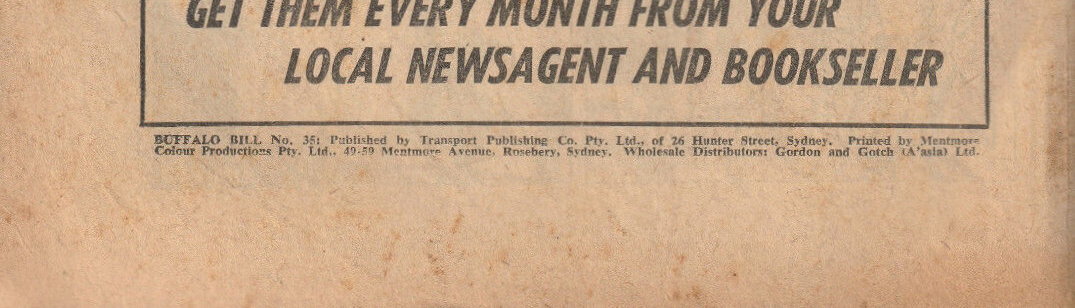 GET THEM EVERY MONTH FROM YOUR
LOCAL NEWSAGENT AND BOOKSELLER
BUFFALO BILL No. 35: Published by Transport Publishing Co. Pty. Ltd., of 26 Hunter Street, Sydney. Printed by Mentmore
Colour Productions Pty. Ltd., 49-59 Mentmore Avenue, Rosebery, Sydney. Wholesale Distributors: Gordon and Gotch (A'asia) Ltd.